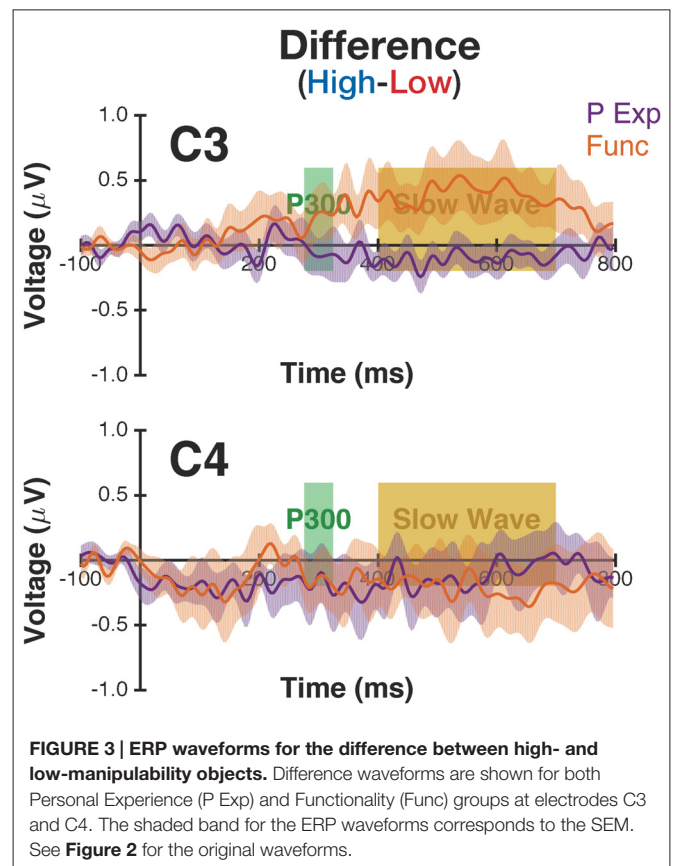 Difference
(High-Low)
P Exp
Func
C3
Voltage (μV)
1.0
0.5
-0.5
-1.0
P300
Slow Wave
-100
200
400
600
800
Time (ms)
C4
Voltage (μV)
1.0
0.5
-0.5
-1.0
P300
Slow Wave
-100
200
400
600
800
Time (ms)
FIGURE 3 | ERP waveforms for the difference between high- and
low-manipulability objects. Difference waveforms are shown for both
Personal Experience (P Exp) and Functionality (Func) groups at electrodes C3
and C4. The shaded band for the ERP waveforms corresponds to the SEM.
See Figure 2 for the original waveforms.